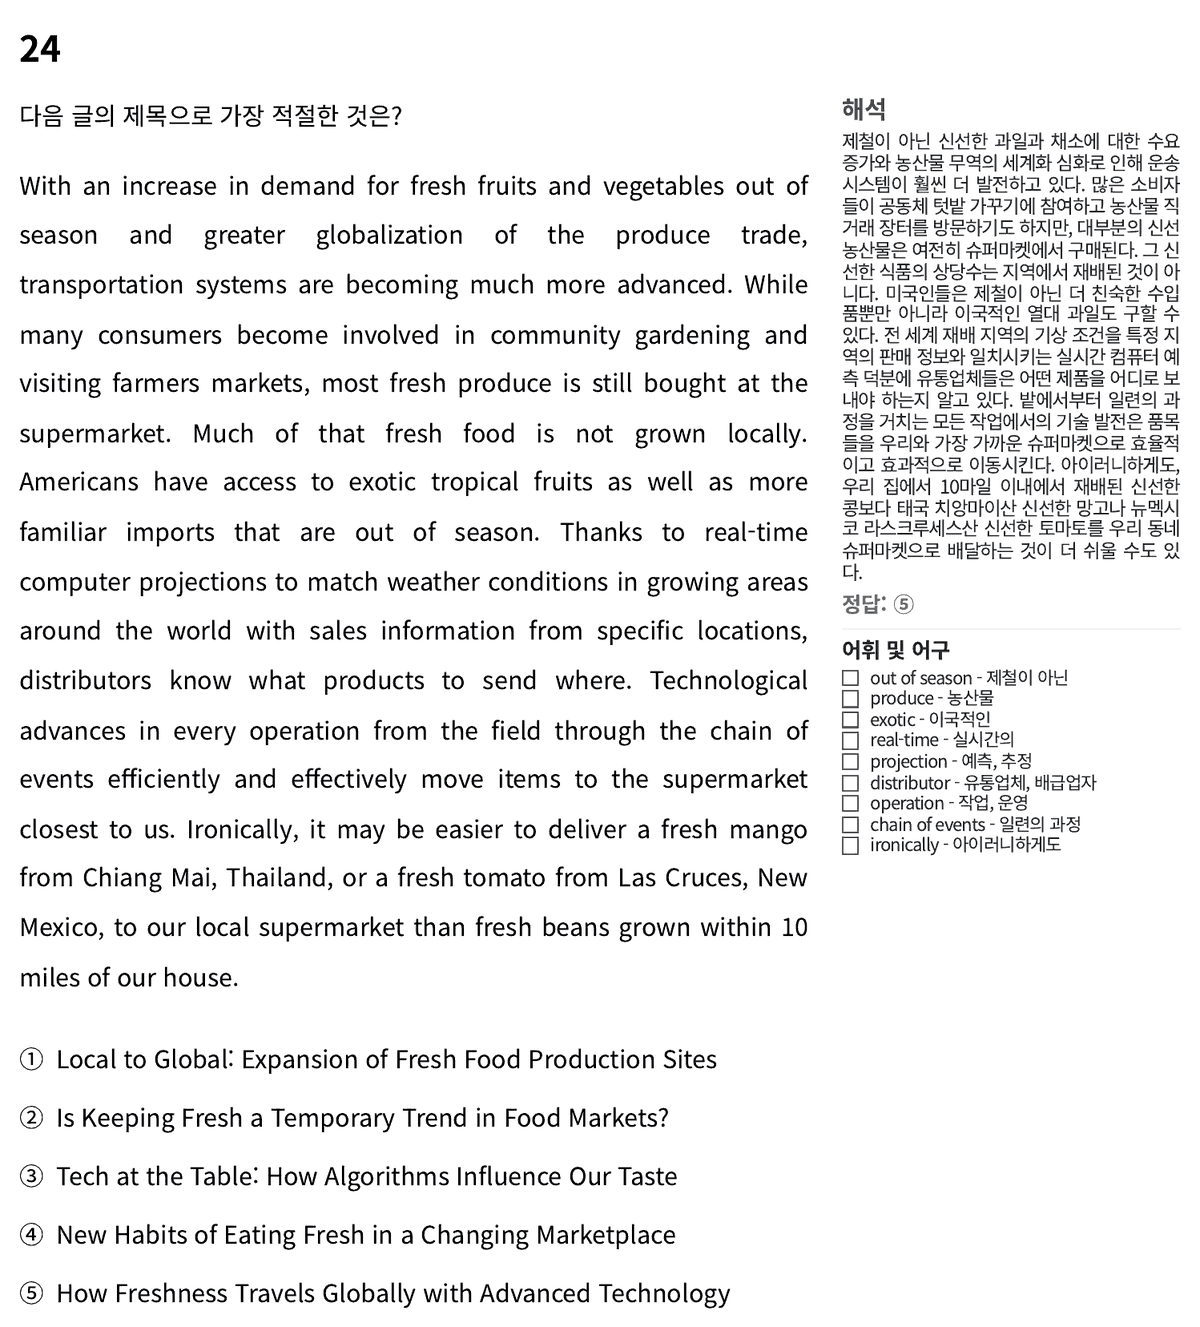 24
다음 글의 제목으로 가장 적절한 것은?
With an increase in demand for fresh fruits and vegetables out of
season and greater globalization of the produce trade,
transportation systems are becoming much more advanced. While
many consumers become involved in community gardening and
visiting farmers markets, most fresh produce is still bought at the
supermarket. Much of that fresh food is not grown locally.
Americans have access to exotic tropical fruits as well as more
familiar imports that are out of season. Thanks to real-time
computer projections to match weather conditions in growing areas
around the world with sales information from specific locations,
distributors know what products to send where. Technological
advances in every operation from the field through the chain of
events efficiently and effectively move items to the supermarket
closest to us. Ironically, it may be easier to deliver a fresh mango
from Chiang Mai, Thailand, or a fresh tomato from Las Cruces, New
Mexico, to our local supermarket than fresh beans grown within 10
miles of our house.
① Local to Global: Expansion of Fresh Food Production Sites
② Is Keeping Fresh a Temporary Trend in Food Markets?
③ Tech at the Table: How Algorithms Influence Our Taste
④ New Habits of Eating Fresh in a Changing Marketplace
⑤ How Freshness Travels Globally with Advanced Technology
해석
제철이 아닌 신선한 과일과 채소에 대한 수요
증가와 농산물 무역의 세계화 심화로 인해 운송
시스템이 훨씬 더 발전하고 있다. 많은 소비자
들이 공동체 텃밭 가꾸기에 참여하고 농산물 직
거래 장터를 방문하기도 하지만, 대부분의 신선
농산물은 여전히 슈퍼마켓에서 구매된다. 그 신
선한 식품의 상당수는 지역에서 재배된 것이 아
니다. 미국인들은 제철이 아닌 더 친숙한 수입
품뿐만 아니라 이국적인 열대 과일도 구할 수
있다. 전 세계 재배 지역의 기상 조건을 특정 지
역의 판매 정보와 일치시키는 실시간 컴퓨터 예
측 덕분에 유통업체들은 어떤 제품을 어디로 보
내야 하는지 알고 있다. 밭에서부터 일련의 과
정을 거치는 모든 작업에서의 기술 발전은 품목
들을 우리와 가장 가까운 슈퍼마켓으로 효율적
이고 효과적으로 이동시킨다. 아이러니하게도,
우리 집에서 10마일 이내에서 재배된 신선한
콩보다 태국 치앙마이산 신선한 망고나 뉴멕시
코 라스크루세스산 신선한 토마토를 우리 동네
슈퍼마켓으로 배달하는 것이 더 쉬울 수도 있
다.
정답: ⑤
어휘 및 어구
□ out of season - 제철이 아닌
□ produce - 농산물
□ exotic - 이국적인
□ real-time - 실시간의
□ projection - 예측, 추정
□ distributor - 유통업체, 배급업자
□ operation - 작업, 운영
□ chain of events - 일련의 과정
□ ironically - 아이러니하게도